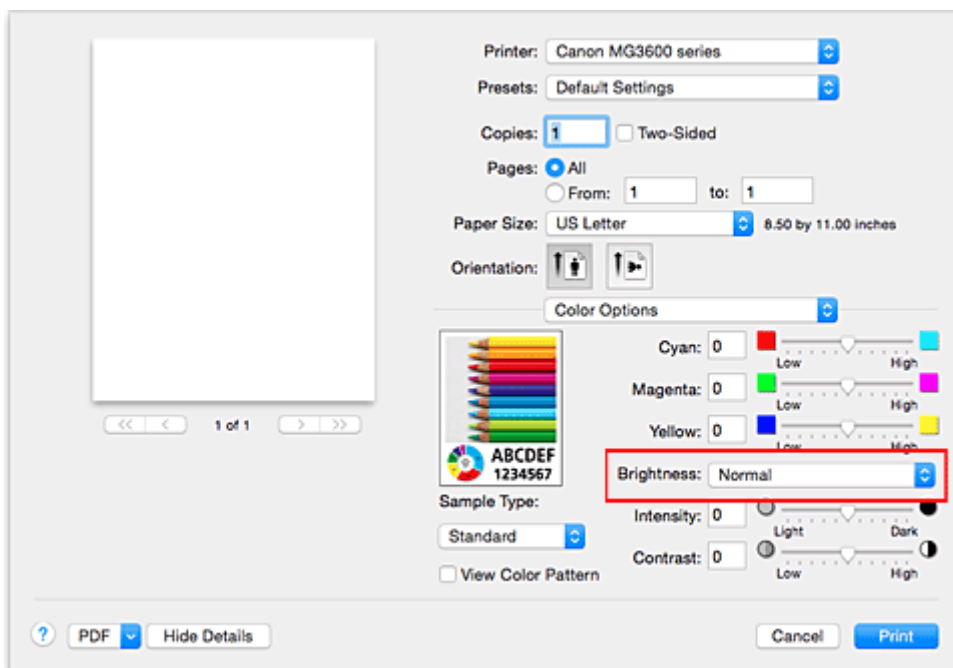 Printer: Canon MG3600 series
Presets: Default Settings
Copies: 1 Two-Sided
Pages: All
From: 1 to: 1
Paper Size: US Letter 8.50 by 11.00 inches
Orientation:
Color Options
Cyan: 0
Low High
Magenta: 0
Low High
Yellow: 0
Low High
ABCDEF
1234567
Brightness: Normal
Sample Type:
Intensity: 0
Light Dark
Standard
Contrast: 0
Low High
View Color Pattern
<< < 1 of 1 > >>
? PDF Hide Details Cancel Print